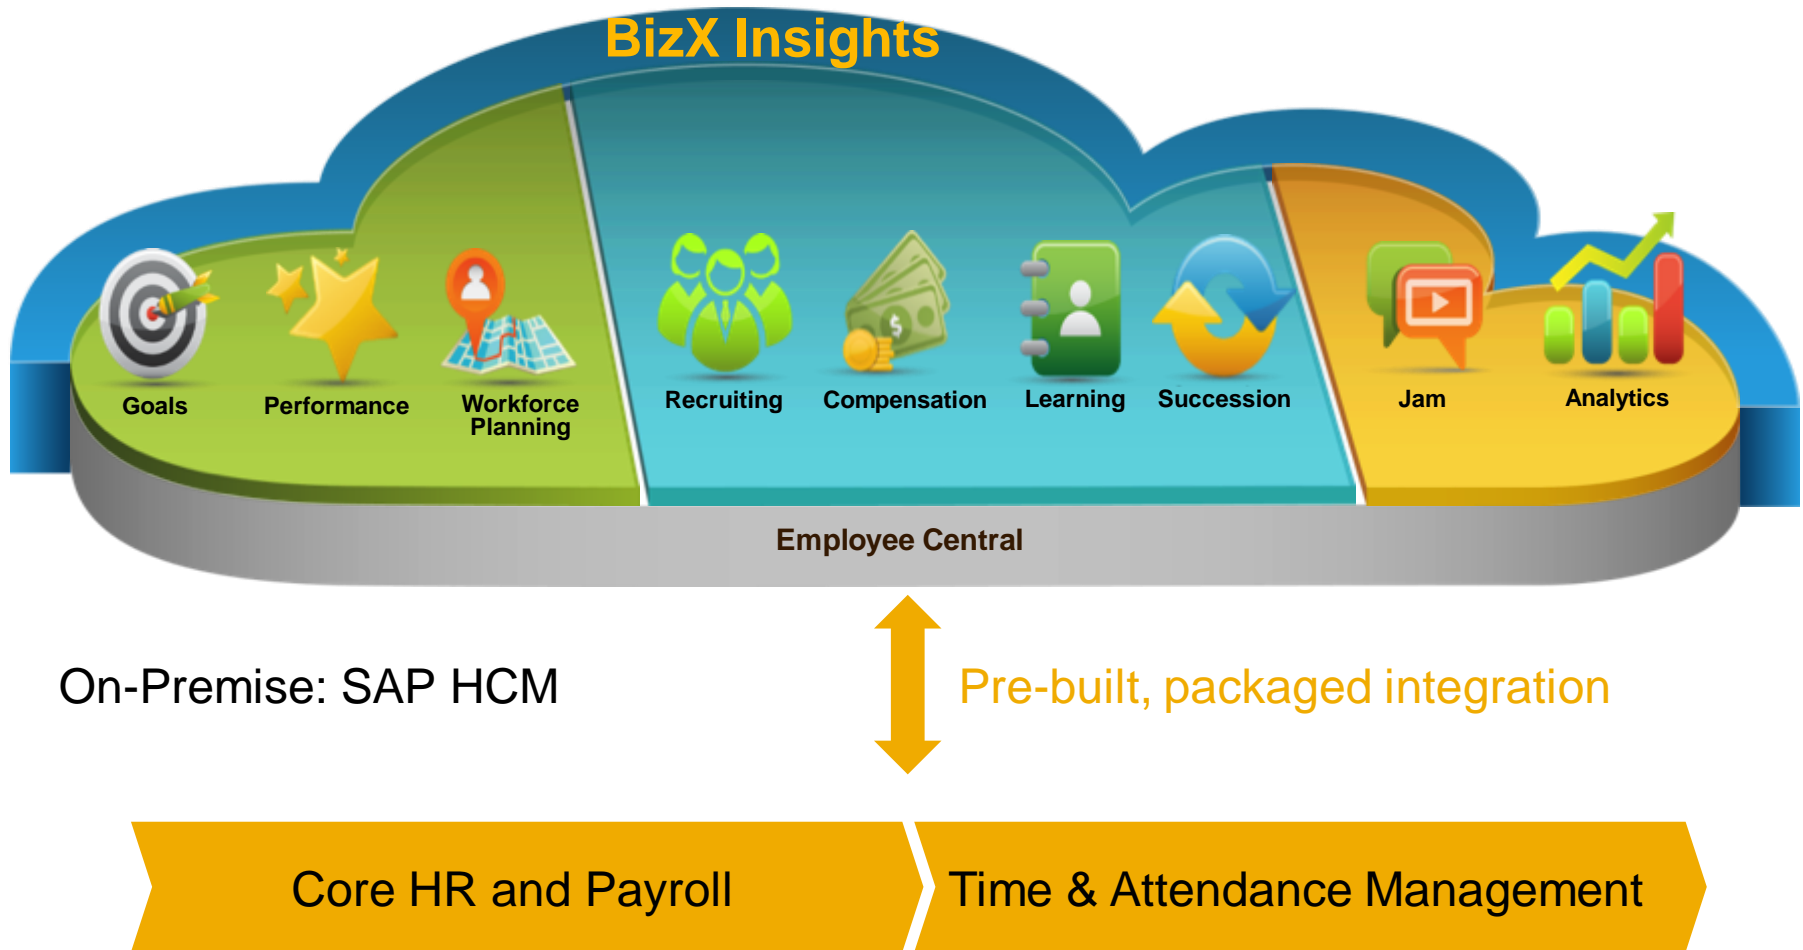 BizX Insights
Goals
Performance
Workforce
Planning
Recruiting
Compensation
Learning
Succession
Jam
Analytics
Employee Central
On-Premise: SAP HCM
Pre-built, packaged integration
Core HR and Payroll
Time & Attendance Management